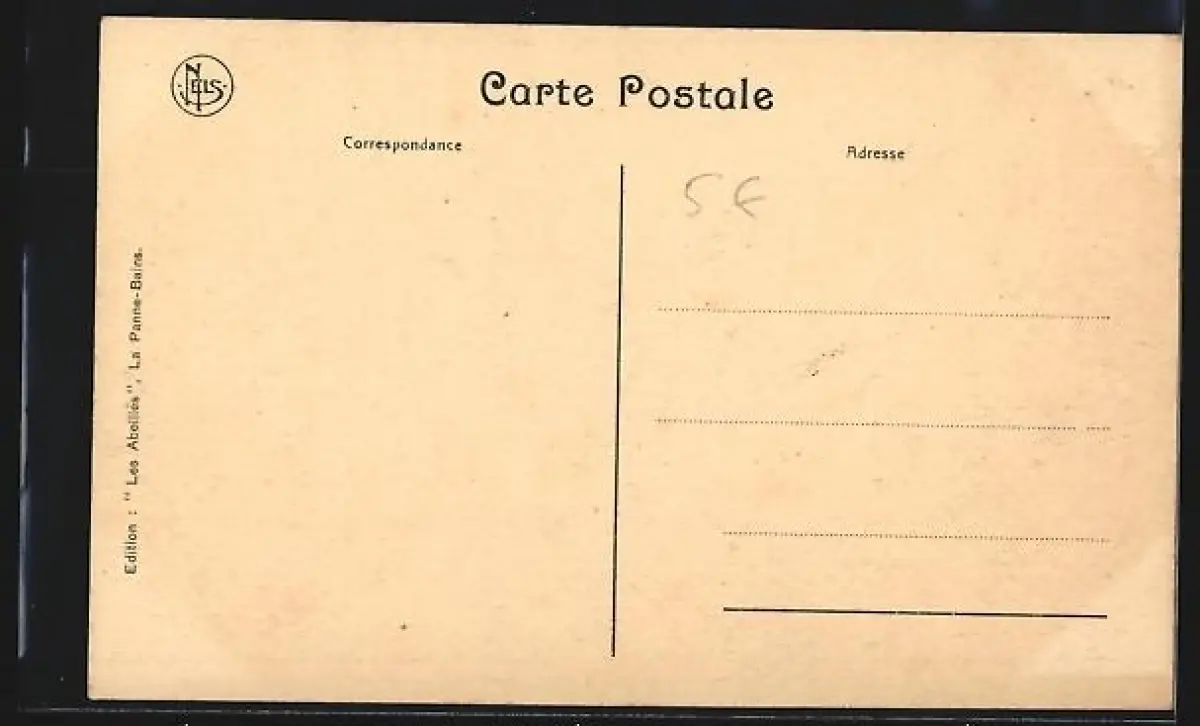 NELS
Carte Postale
Correspondance
Adresse
5 €
Edition : " Les Abeilles", La Panne-Bains.